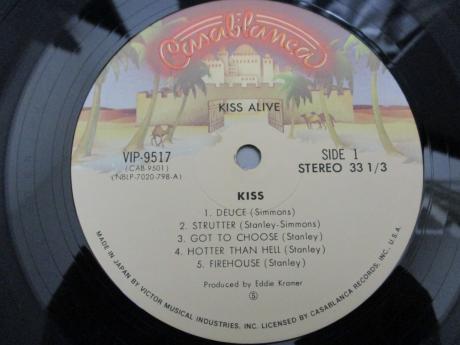 Casablanca
KISS ALIVE
VIP-9517
(CAB-9501)
(NBLP-7020-798-A)
SIDE 1
STEREO 33 1/3
KISS
1. DEUCE (Simmons)
2. STRUTTER (Stanley-Simmons)
3. GOT TO CHOOSE (Stanley)
4. HOTTER THAN HELL (Stanley)
5. FIREHOUSE (Stanley)
Produced by Eddie Kramer
S
MADE IN JAPAN BY VICTOR MUSICAL INDUSTRIES, INC. LICENSED BY CASABLANCA RECORDS, INC., U.S.A.